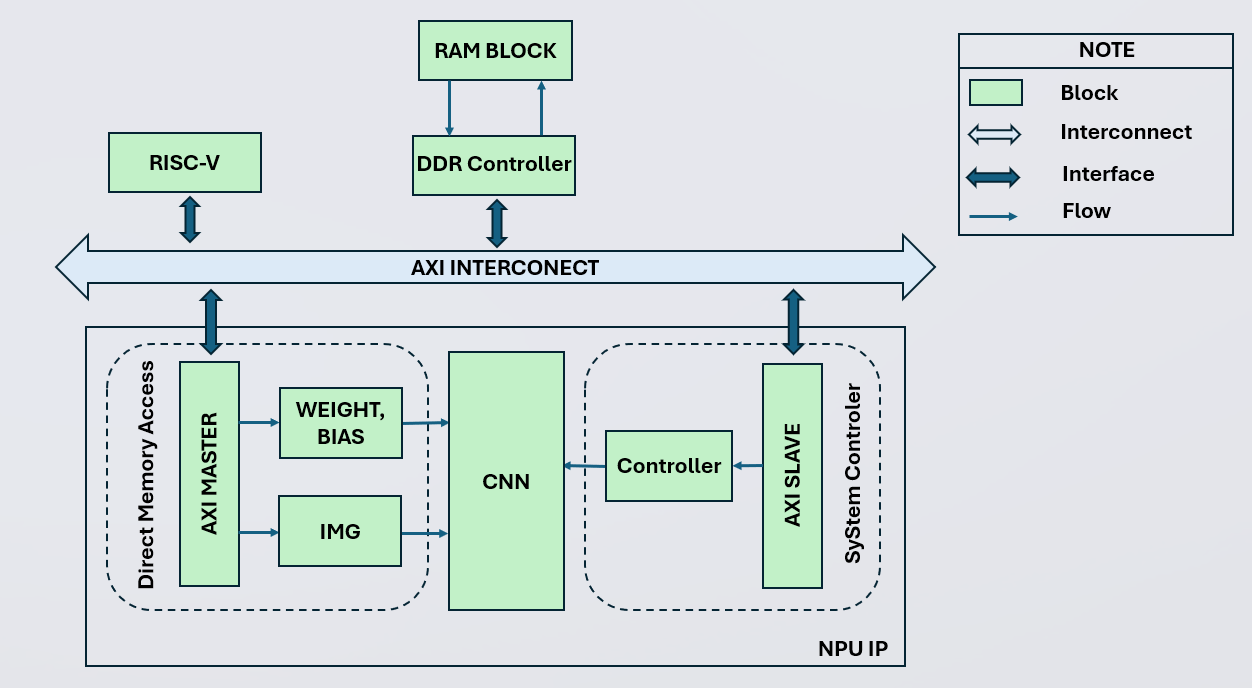 RAM BLOCK
NOTE
Block
Interconnect
Interface
Flow
RISC-V
DDR Controller
AXI INTERCONECT
Direct Memory Access
AXI MASTER
WEIGHT,
BIAS
IMG
CNN
Controller
AXI SLAVE
SyStem Controler
NPU IP